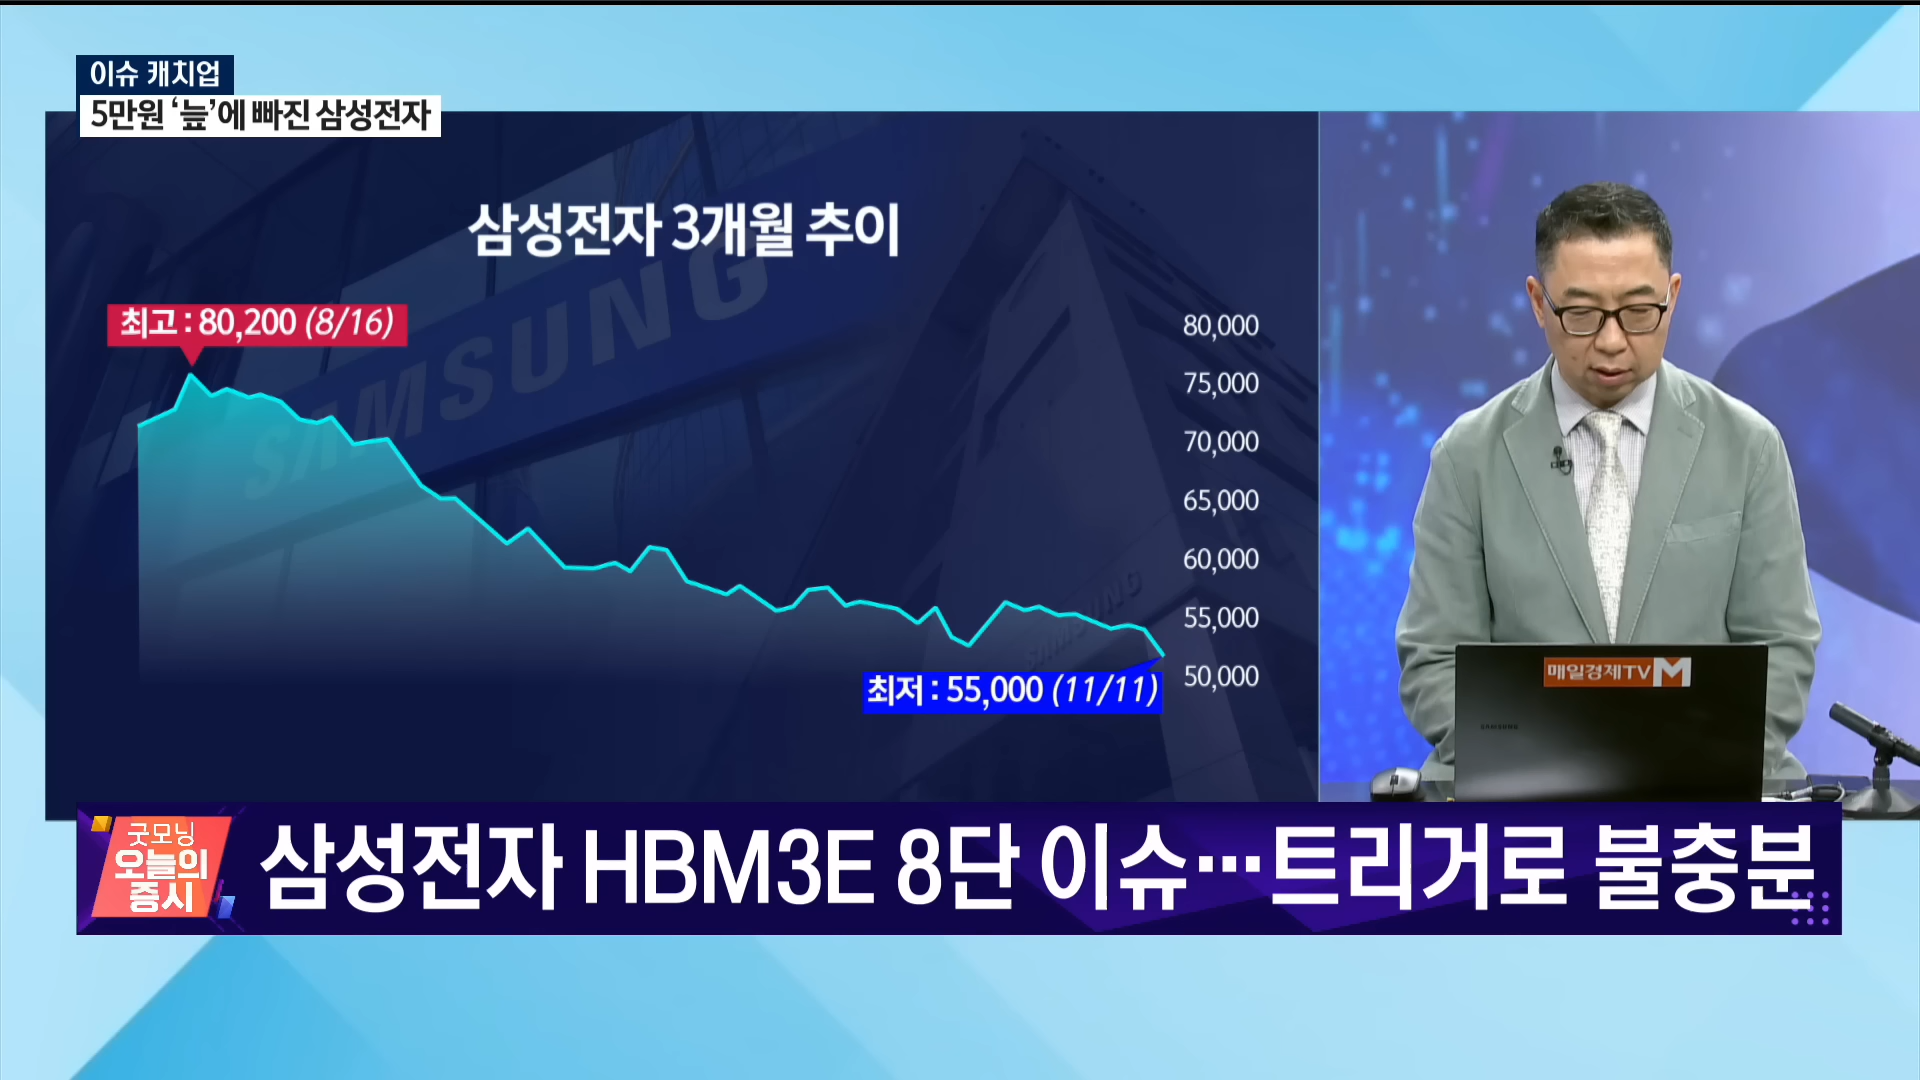 이슈 캐치업
5만원 ‘늪’에 빠진 삼성전자
삼성전자 3개월 추이
SAMSUNG
최고 : 80,200 (8/16)
80,000
75,000
70,000
65,000
60,000
55,000
50,000
SAMSUNG
최저 : 55,000 (11/11)
매일경제TV M
SAMSUNG
굿모닝
오늘의
증시
삼성전자 HBM3E 8단 이슈…트리거로 불충분